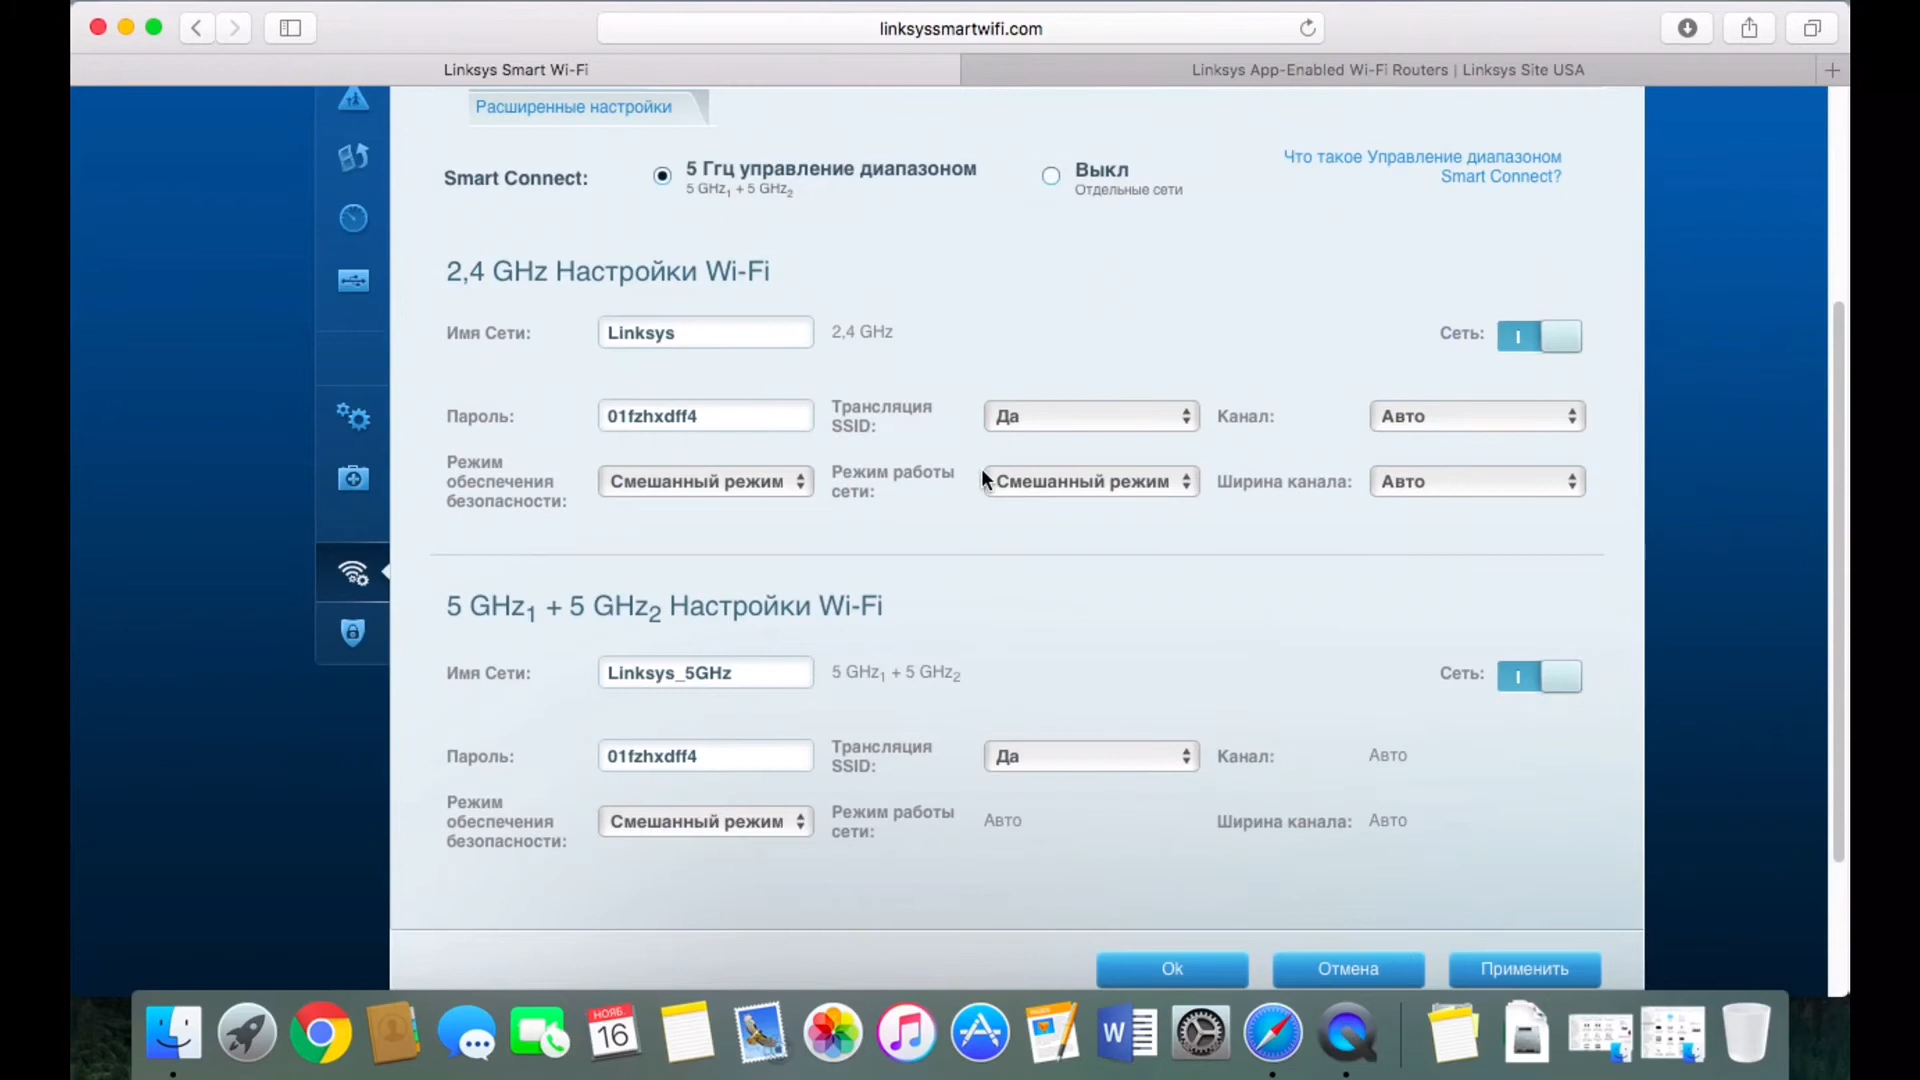 linksyssmartwifi.com
Linksys Smart Wi-Fi
Linksys App-Enabled Wi-Fi Routers | Linksys Site USA
Расширенные настройки
Smart Connect:
5 Ггц управление диапазоном
5 GHz1 + 5 GHz2
Выкл
Отдельные сети
Что такое Управление диапазоном
Smart Connect?
2,4 GHz Настройки Wi-Fi
Имя Сети:
Linksys
2,4 GHz
Сеть:
I
Пароль:
01fzhxdff4
Трансляция
SSID:
Да
Канал:
Авто
Режим
обеспечения
безопасности:
Смешанный режим
Режим работы
сети:
Смешанный режим
Ширина канала:
Авто
5 GHz1 + 5 GHz2 Настройки Wi-Fi
Имя Сети:
Linksys_5GHz
5 GHz1 + 5 GHz2
Сеть:
I
Пароль:
01fzhxdff4
Трансляция
SSID:
Да
Канал:
Авто
Режим
обеспечения
безопасности:
Смешанный режим
Режим работы
сети:
Авто
Ширина канала:
Авто
Ok
Отмена
Применить
НОЯБ.
16
PAGES
W